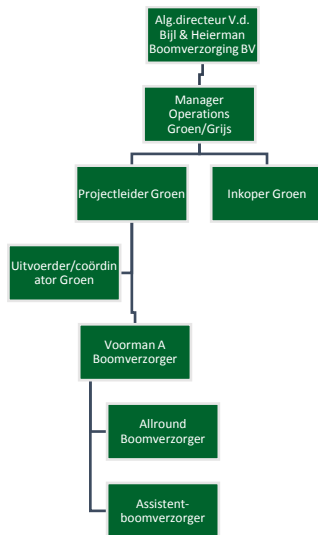 Alg.directeur V.d.
Bijl & Heierman
Boomverzorging BV
Manager
Operations
Groen/Grijs
Projectleider Groen
Inkoper Groen
Uitvoerder/coördin
ator Groen
Voorman A
Boomverzorger
Allround
Boomverzorger
Assistent-
boomverzorger